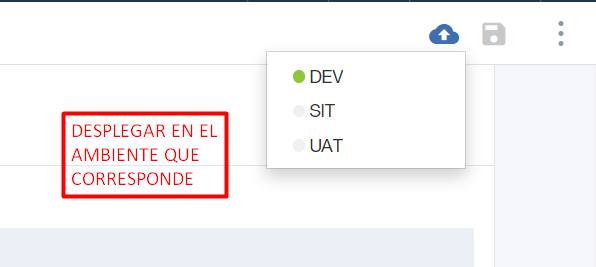 DEV
SIT
UAT
DESPLEGAR EN EL
AMBIENTE QUE
CORRESPONDE